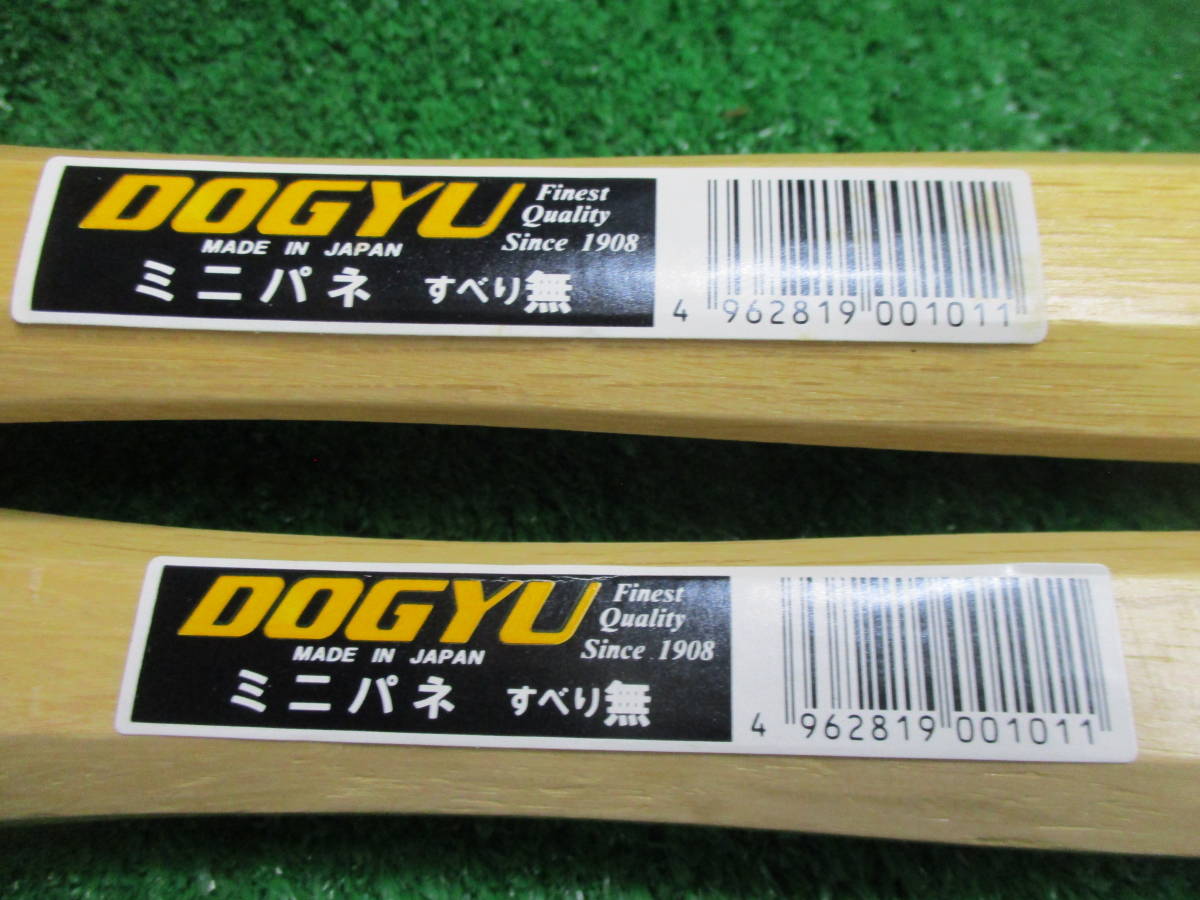 DOGYU
Finest
Quality
Since 1908
MADE IN JAPAN
ミニパネ すべり無
4 962819 001011
DOGYU
Finest
Quality
Since 1908
MADE IN JAPAN
ミニパネ すべり無
4 962819 001011